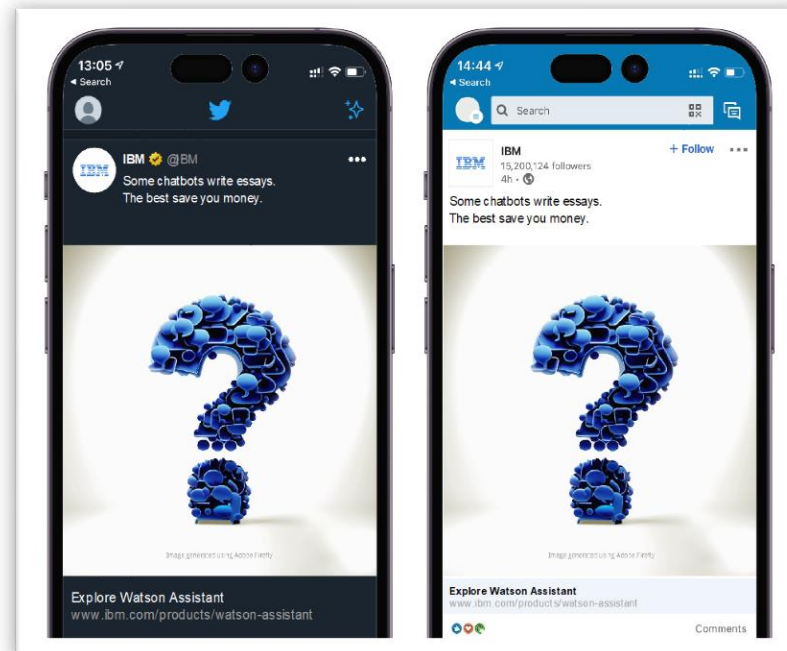 13:05
Search
IBM @BM
Some chatbots write essays.
The best save you money.
Image generated using Adobe Firefly
Explore Watson Assistant
www.ibm.com/products/watson-assistant
14:44
Search
Search
IBM
IBM
+ Follow
15,200,124 followers
4h
Some chatbots write essays.
The best save you money.
Image generated using Adobe Firefly
Explore Watson Assistant
www.ibm.com/products/watson-assistant
Comments